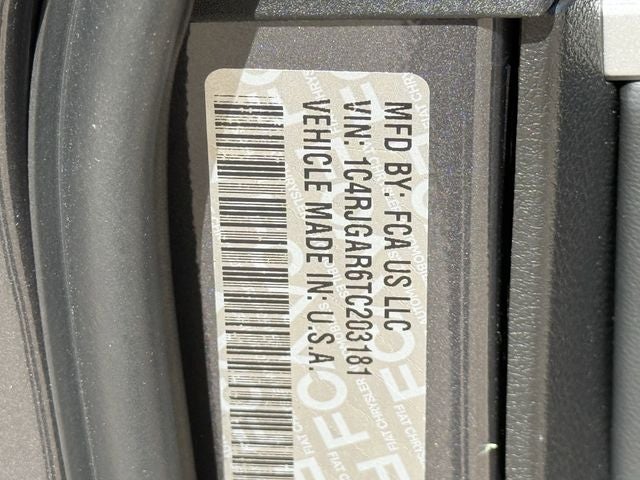 MFD BY: FCA US LLC
VIN: 1C4RJGAR6TC203181
VEHICLE MADE IN: U.S.A.